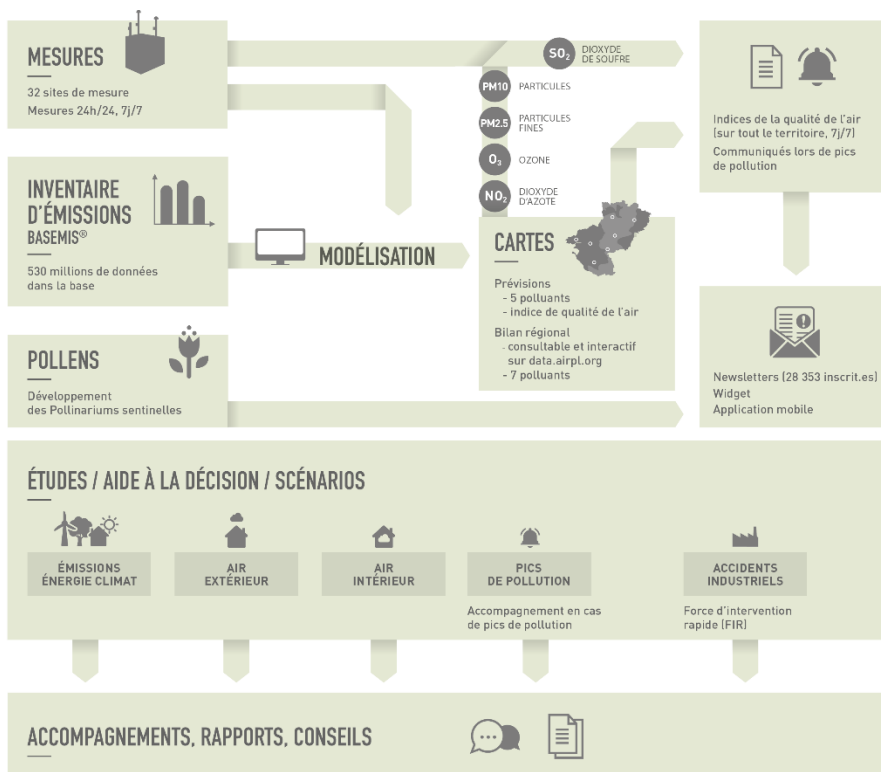 MESURES
32 sites de mesure
Mesures 24h/24, 7j/7
INVENTAIRE
D'ÉMISSIONS
BASEMIS®
530 millions de données
dans la base
POLLENS
Développement
des Pollinariums sentinelles
MODÉLISATION
SO2 DIOXYDE
DE SOUFRE
PM10 PARTICULES
PM2.5 PARTICULES
FINES
O3 OZONE
NO2 DIOXYDE
D'AZOTE
CARTES
Prévisions
- 5 polluants
- indice de qualité de l'air
Bilan régional
- consultable et interactif
sur data.airpl.org
- 7 polluants
Indices de la qualité de l'air
(sur tout le territoire, 7j/7)
Communiqués lors de pics
de pollution
Newsletters (28 353 inscrit.es)
Widget
Application mobile
ÉTUDES / AIDE À LA DÉCISION / SCÉNARIOS
ÉMISSIONS
ÉNERGIE CLIMAT
AIR
EXTÉRIEUR
AIR
INTÉRIEUR
PICS
DE POLLUTION
Accompagnement en cas
de pics de pollution
ACCIDENTS
INDUSTRIELS
Force d'intervention
rapide (FIR)
ACCOMPAGNEMENTS, RAPPORTS, CONSEILS